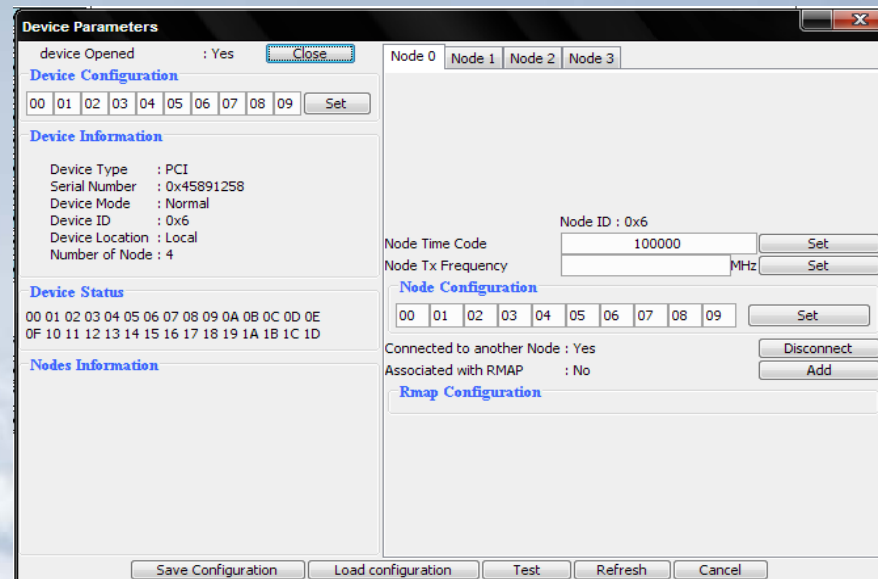 Device Parameters
device Opened : Yes Close
Device Configuration
00 01 02 03 04 05 06 07 08 09 Set
Device Information
Device Type : PCI
Serial Number : 0x45891258
Device Mode : Normal
Device ID : 0x6
Device Location : Local
Number of Node : 4
Device Status
00 01 02 03 04 05 06 07 08 09 0A 0B 0C 0D 0E
0F 10 11 12 13 14 15 16 17 18 19 1A 1B 1C 1D
Nodes Information
Node 0 Node 1 Node 2 Node 3
Node ID : 0x6
Node Time Code 100000 Set
Node Tx Frequency MHz Set
Node Configuration
00 01 02 03 04 05 06 07 08 09 Set
Connected to another Node : Yes Disconnect
Associated with RMAP : No Add
Rmap Configuration
Save Configuration Load configuration Test Refresh Cancel